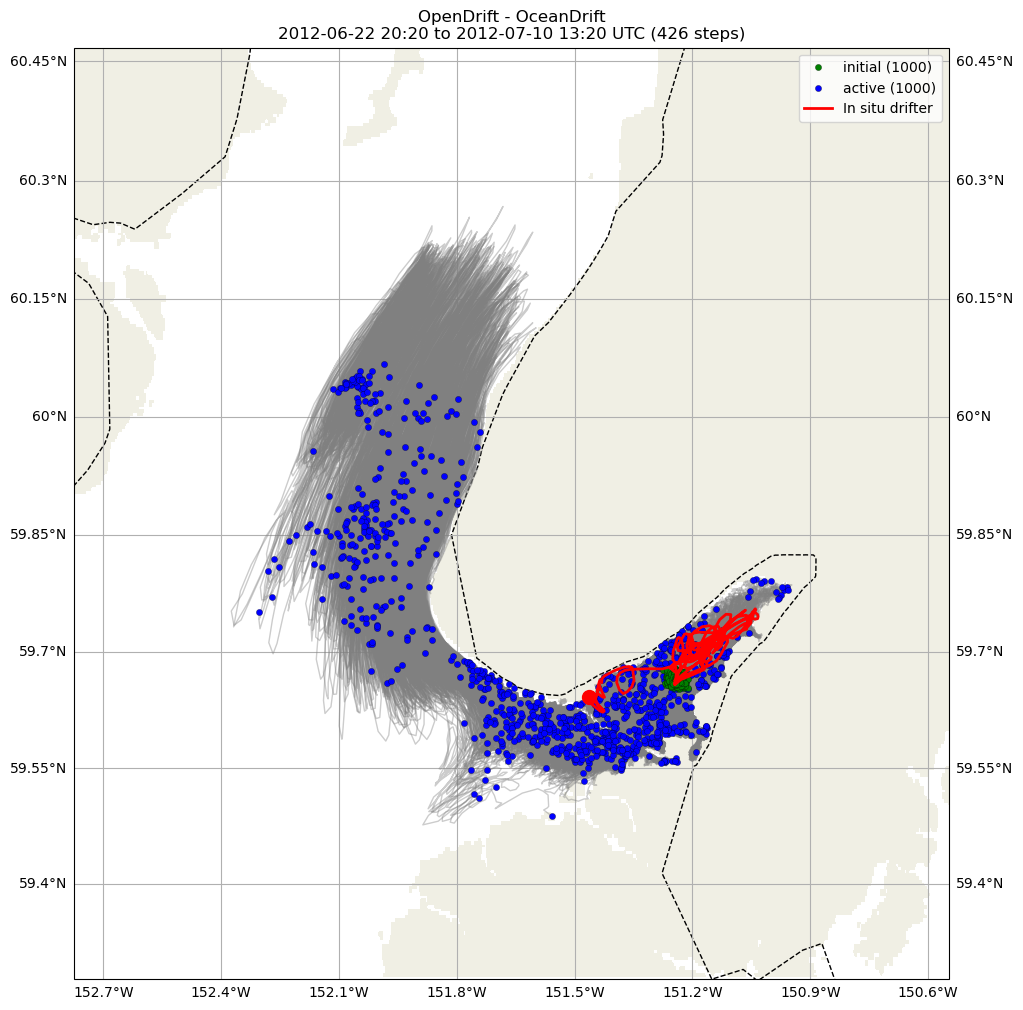 OpenDrift - OceanDrift
2012-06-22 20:20 to 2012-07-10 13:20 UTC (426 steps)
initial (1000)
active (1000)
In situ drifter
60.45°N
60.45°N
60.3°N
60.3°N
60.15°N
60.15°N
60°N
60°N
59.85°N
59.85°N
59.7°N
59.7°N
59.55°N
59.55°N
59.4°N
59.4°N
152.7°W
152.4°W
152.1°W
151.8°W
151.5°W
151.2°W
150.9°W
150.6°W